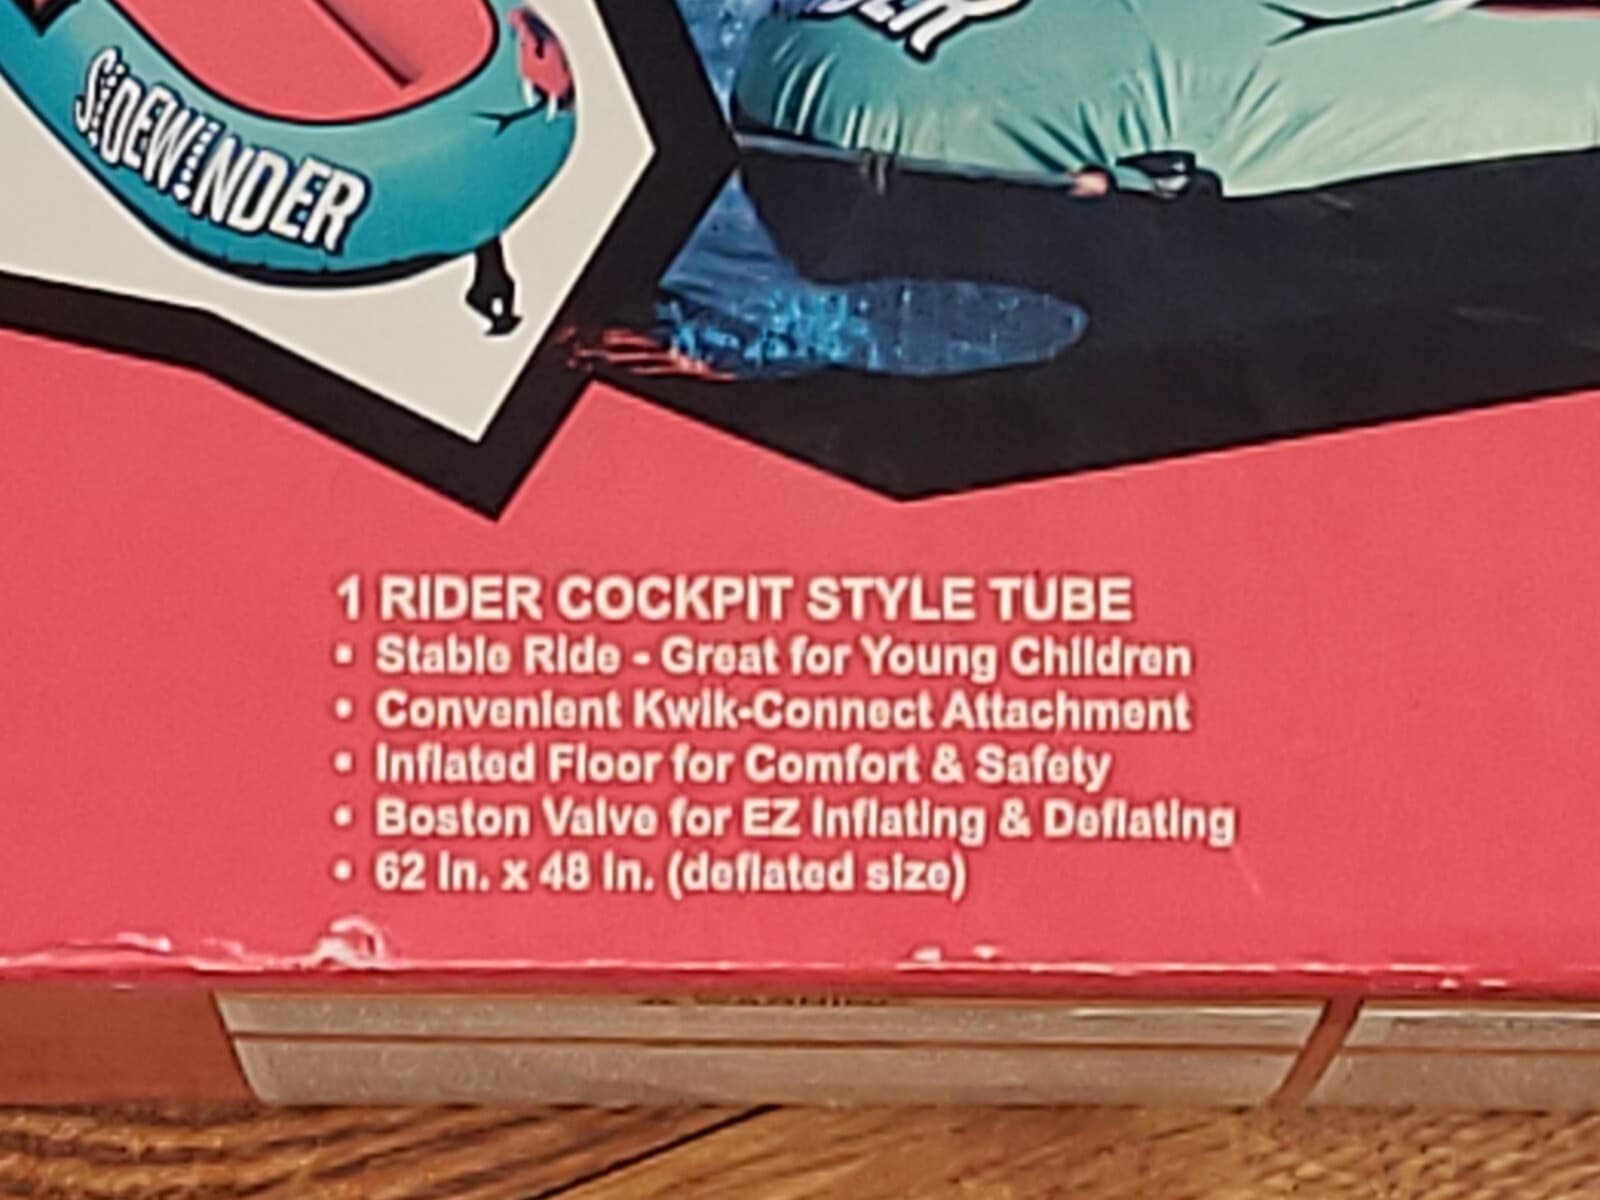 SIDEWINDER
1 RIDER COCKPIT STYLE TUBE
• Stable Ride - Great for Young Children
• Convenient Kwik-Connect Attachment
• Inflated Floor for Comfort & Safety
• Boston Valve for EZ Inflating & Deflating
• 62 in. x 48 in. (deflated size)